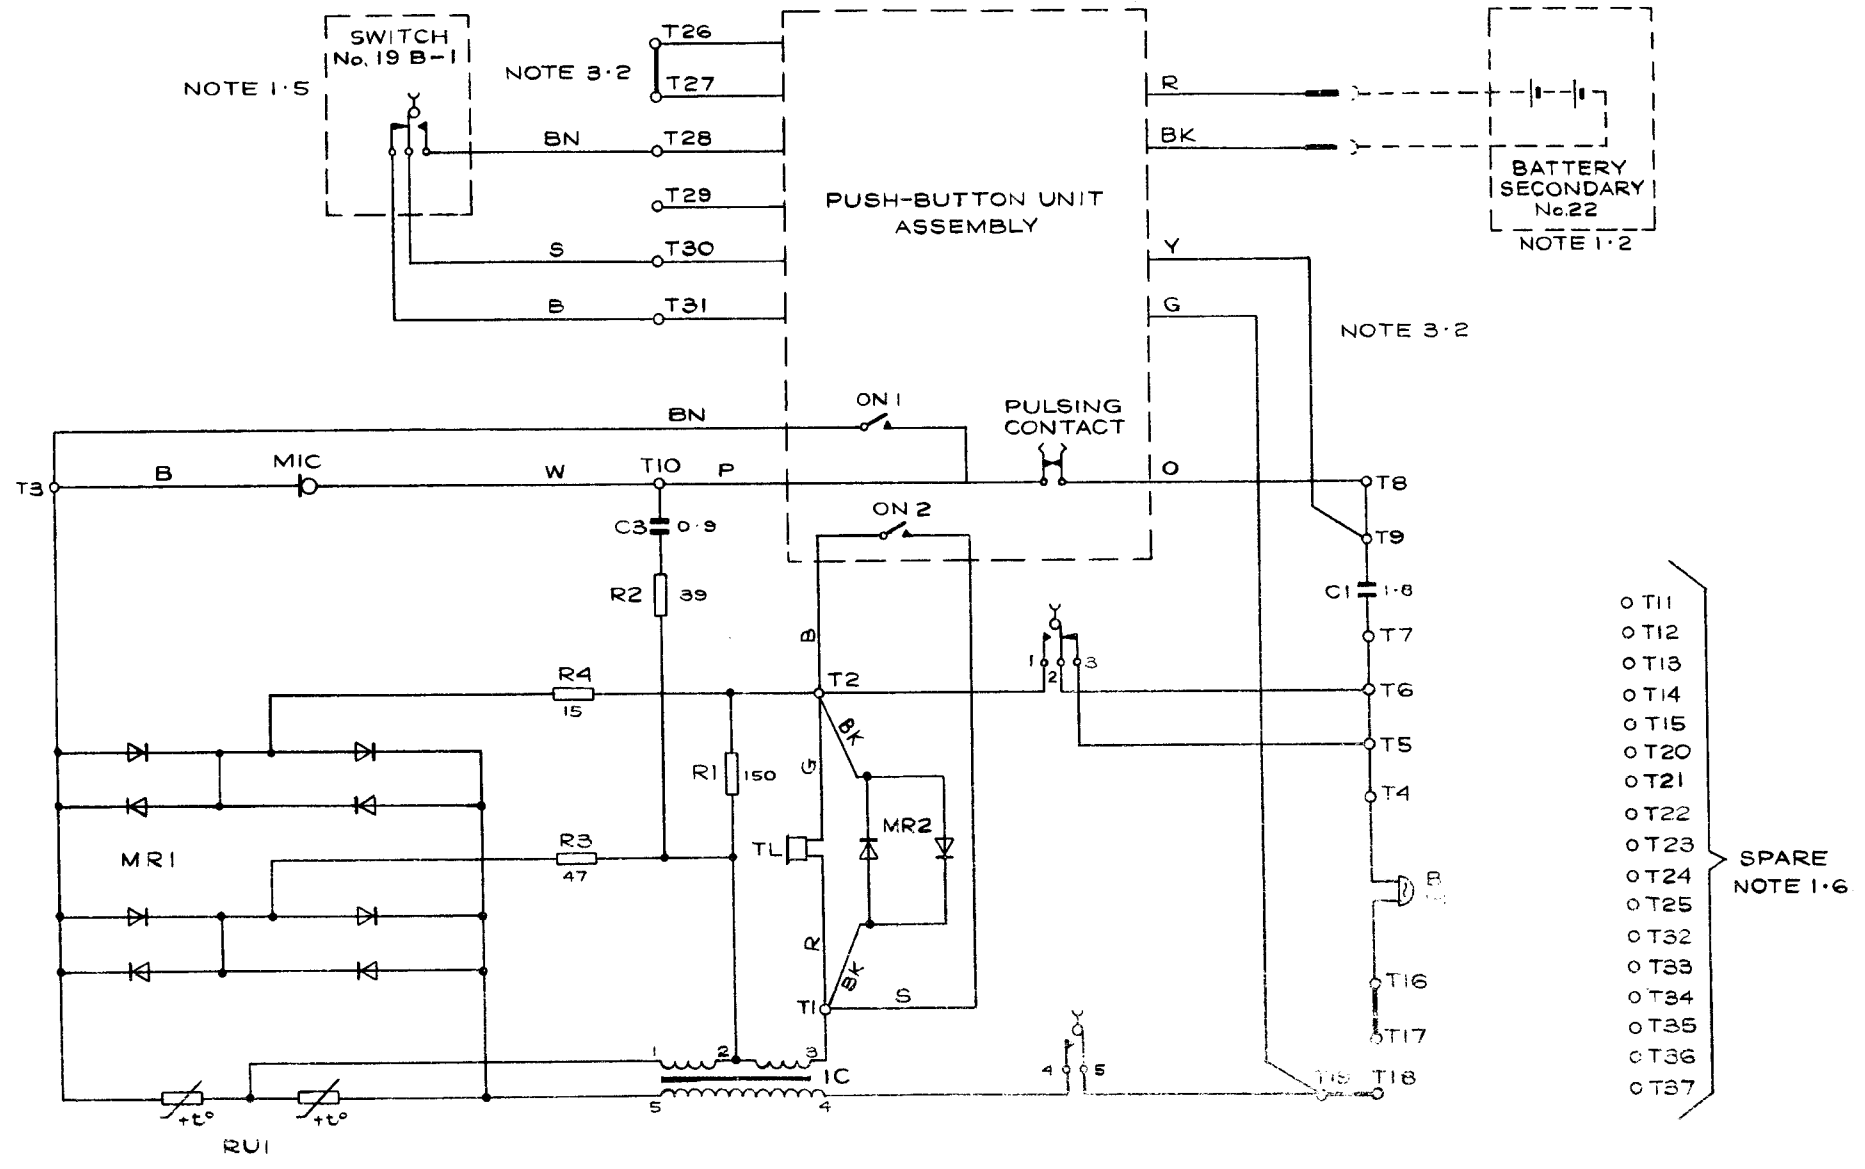 SWITCH
No. 19 B-1
NOTE 1·5
NOTE 3·2
T26
T27
BN
T28
T29
S
T30
B
T31
PUSH-BUTTON UNIT
ASSEMBLY
R
BK
BATTERY
SECONDARY
No.22
NOTE 1·2
Y
G
NOTE 3·2
BN
ON 1
PULSING
CONTACT
T3
B
MIC
W
T10
P
O
T8
C3
0·9
ON 2
T9
R2
39
C1
1·8
B
T7
R4
15
T2
1
2
3
T6
BK
G
T5
R1
150
T4
MR1
R3
47
TL
MR2
B
R
BK
T16
T1
S
T17
1
2
3
IC
4
5
T19
T18
5
4
+t°
+t°
RU1
T11
T12
T13
T14
T15
T20
T21
T22
T23
T24
T25
T32
T33
T34
T35
T36
T37
SPARE
NOTE 1·6